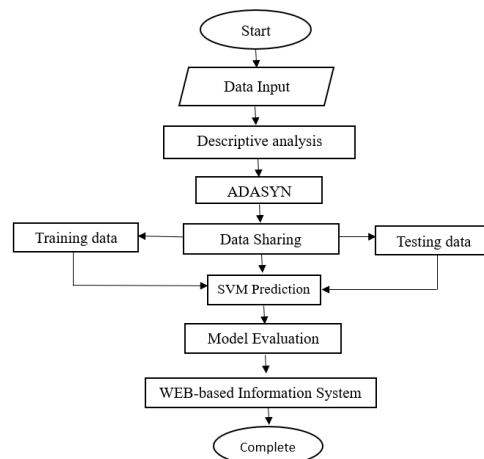 Start
Data Input
Descriptive analysis
ADASYN
Training data
Data Sharing
Testing data
SVM Prediction
Model Evaluation
WEB-based Information System
Complete